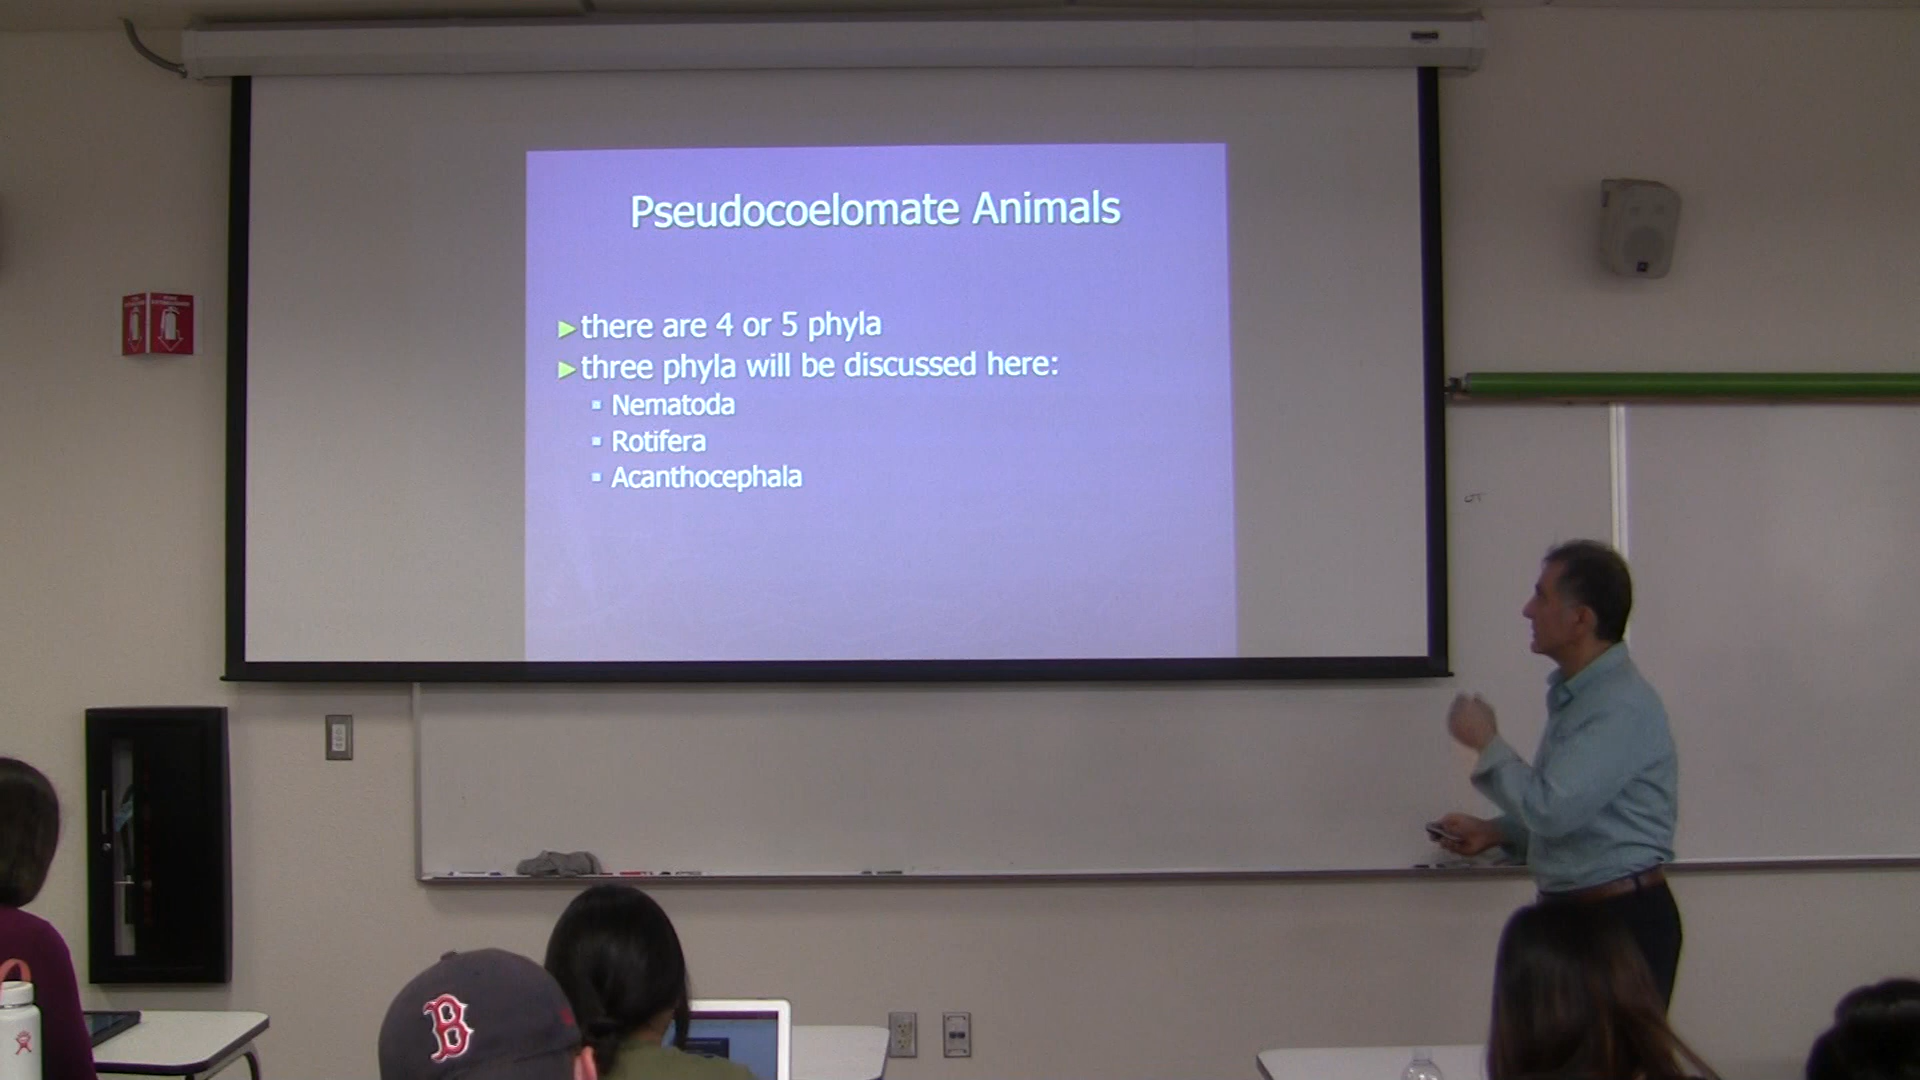 Pseudocoelomate Animals
there are 4 or 5 phyla
three phyla will be discussed here:
Nematoda
Rotifera
Acanthocephala
B